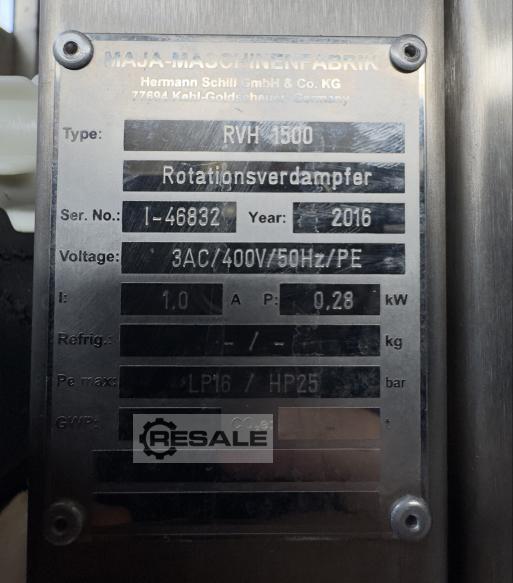 MAJA-MASCHINENFABRIK
Hermann Schill GmbH & Co. KG
77694 Kehl-Goldscheuer, Germany
Type: RVH 1500
Rotationsverdampfer
Ser. No.: I-46832 Year: 2016
Voltage: 3AC/400V/50Hz/PE
I: 1,0 A P: 0,28 kW
Refrig.: - / - kg
Pe max: LP16 / HP25 bar
GWP: CO₂e: t
RESALE